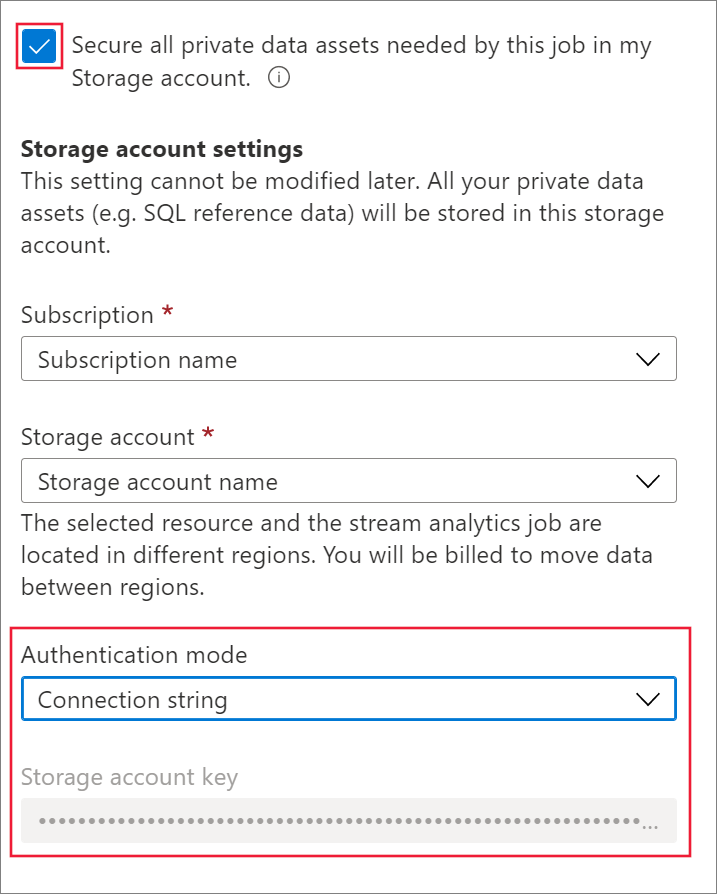 Secure all private data assets needed by this job in my
Storage account.
Storage account settings
This setting cannot be modified later. All your private data
assets (e.g. SQL reference data) will be stored in this storage
account.
Subscription *
Subscription name
Storage account *
Storage account name
The selected resource and the stream analytics job are
located in different regions. You will be billed to move data
between regions.
Authentication mode
Connection string
Storage account key
•••••••••••••••••••••••••••••••••••••••••••••••••••••••••••••...